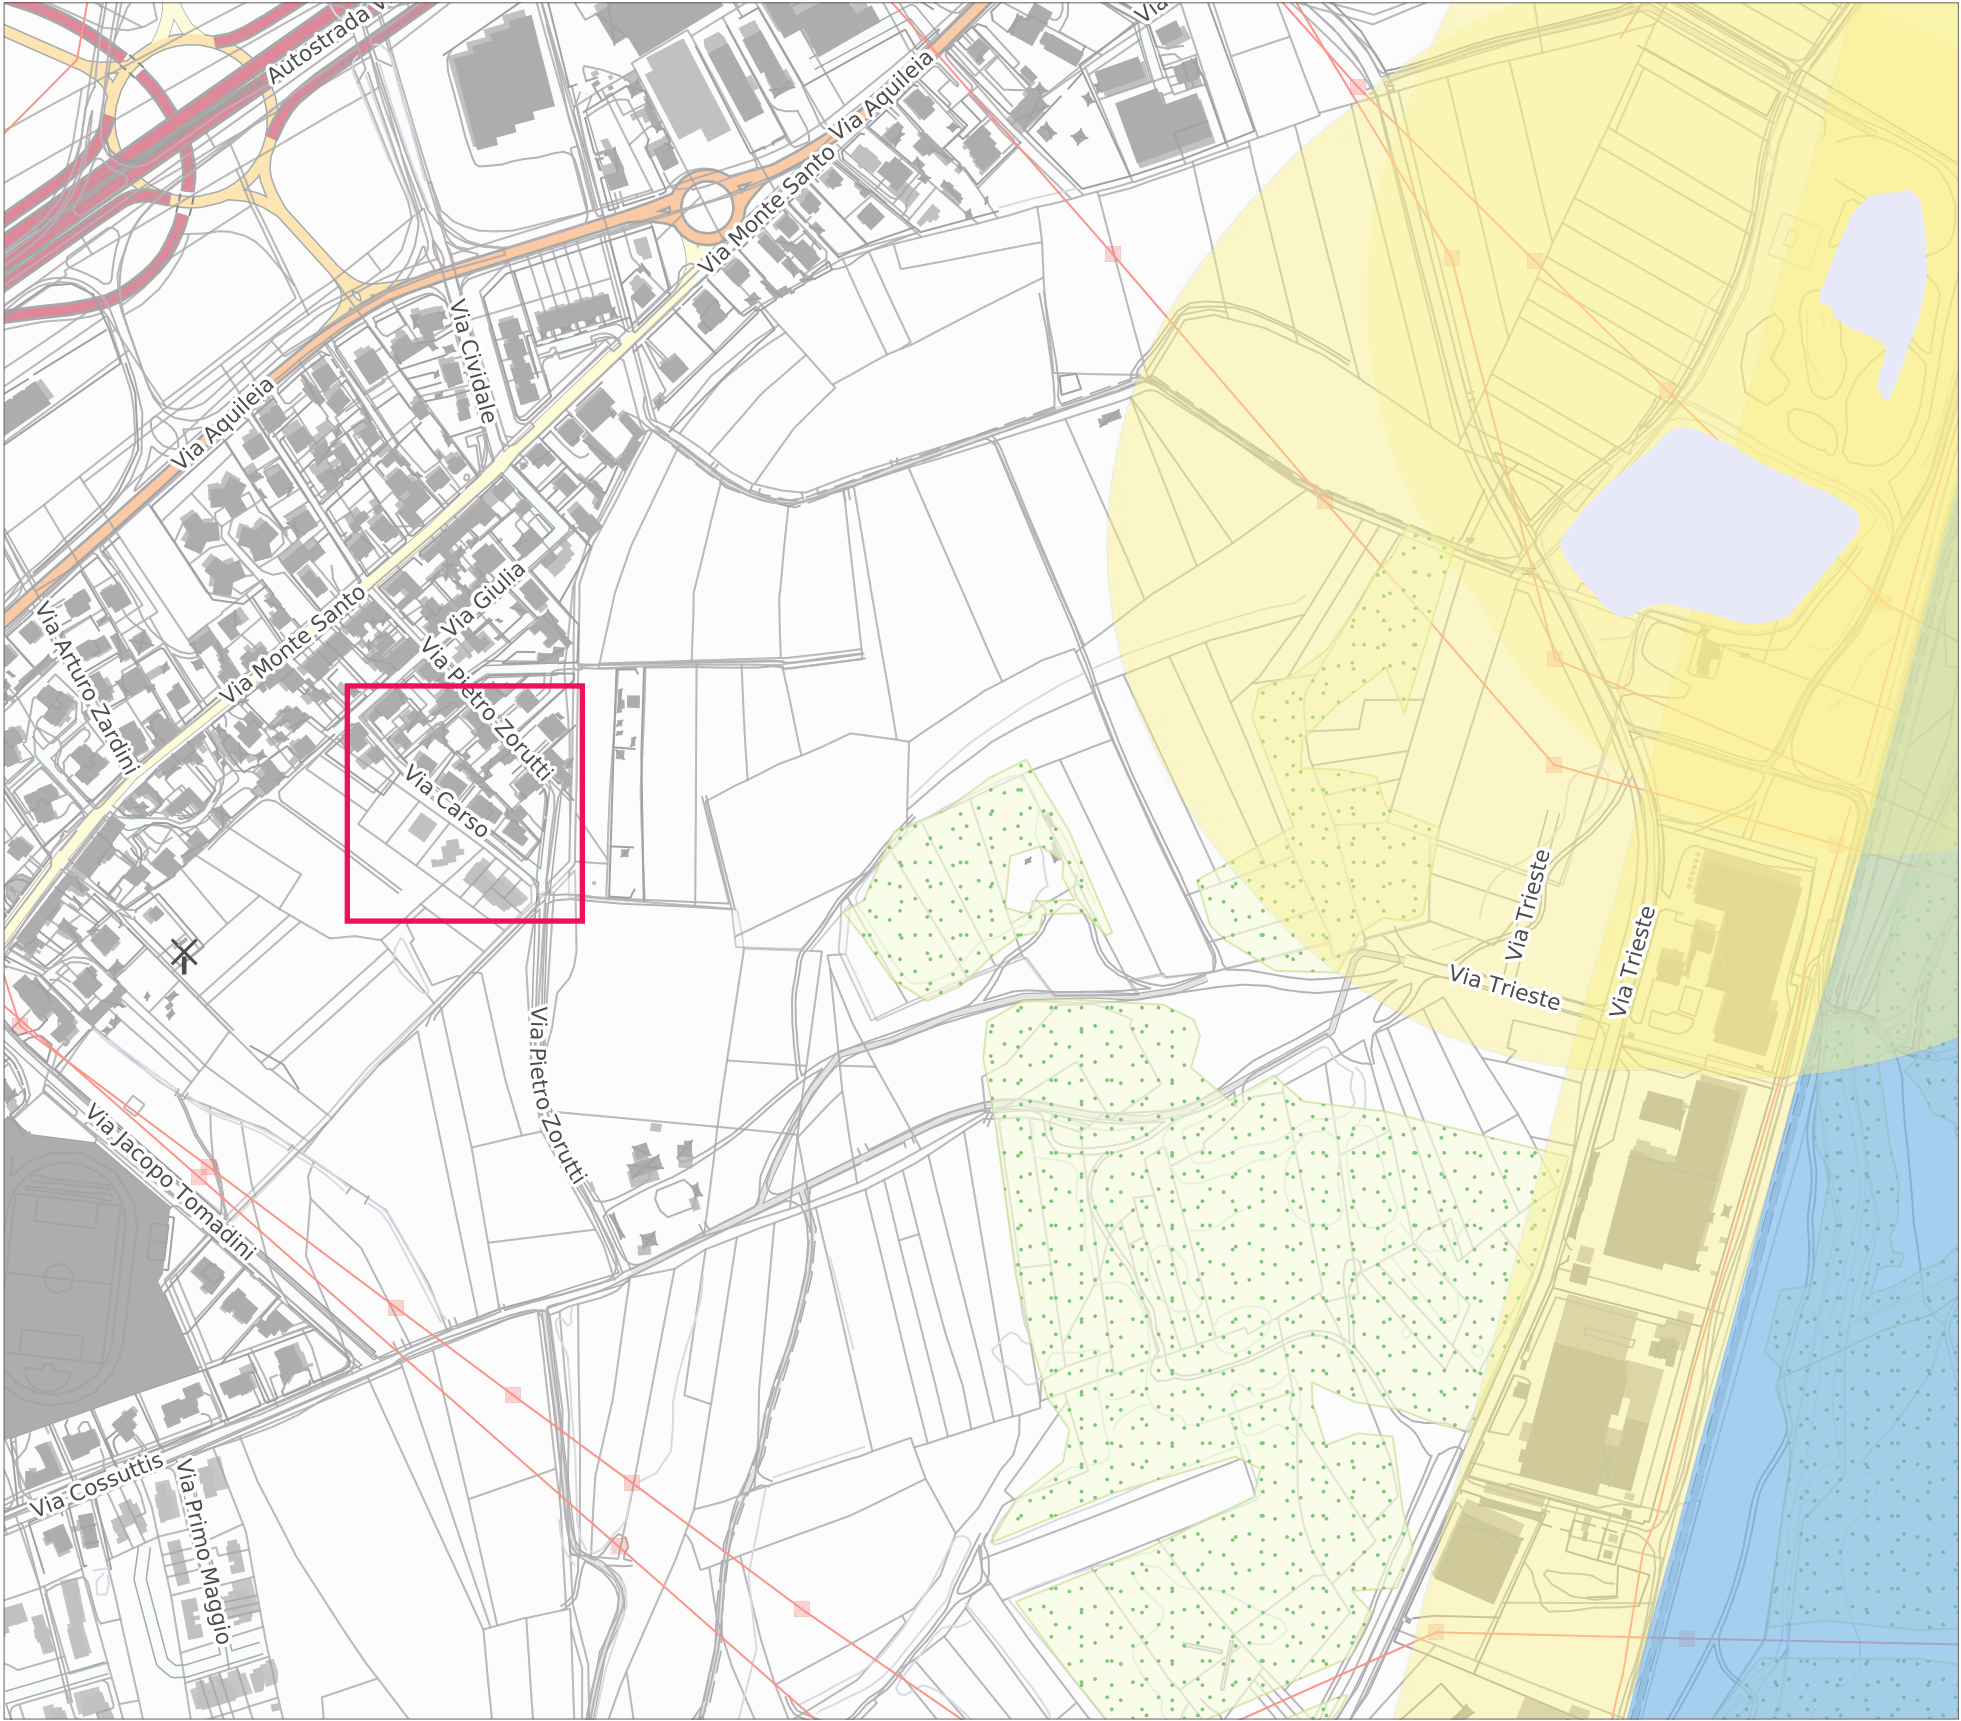 Autostrada V
Via
Via Aquileia
Via Monte Santo
Via Cividale
Via Aquileia
Via Giulia
Via Monte Santo
Via Arturo Zardini
Via Pietro Zorutti
Via Carso
Via Trieste
Via Trieste
Via Trieste
Via Pietro Zorutti
Via Jacopo Tomadini
Via Cossuttis
Via Primo Maggio